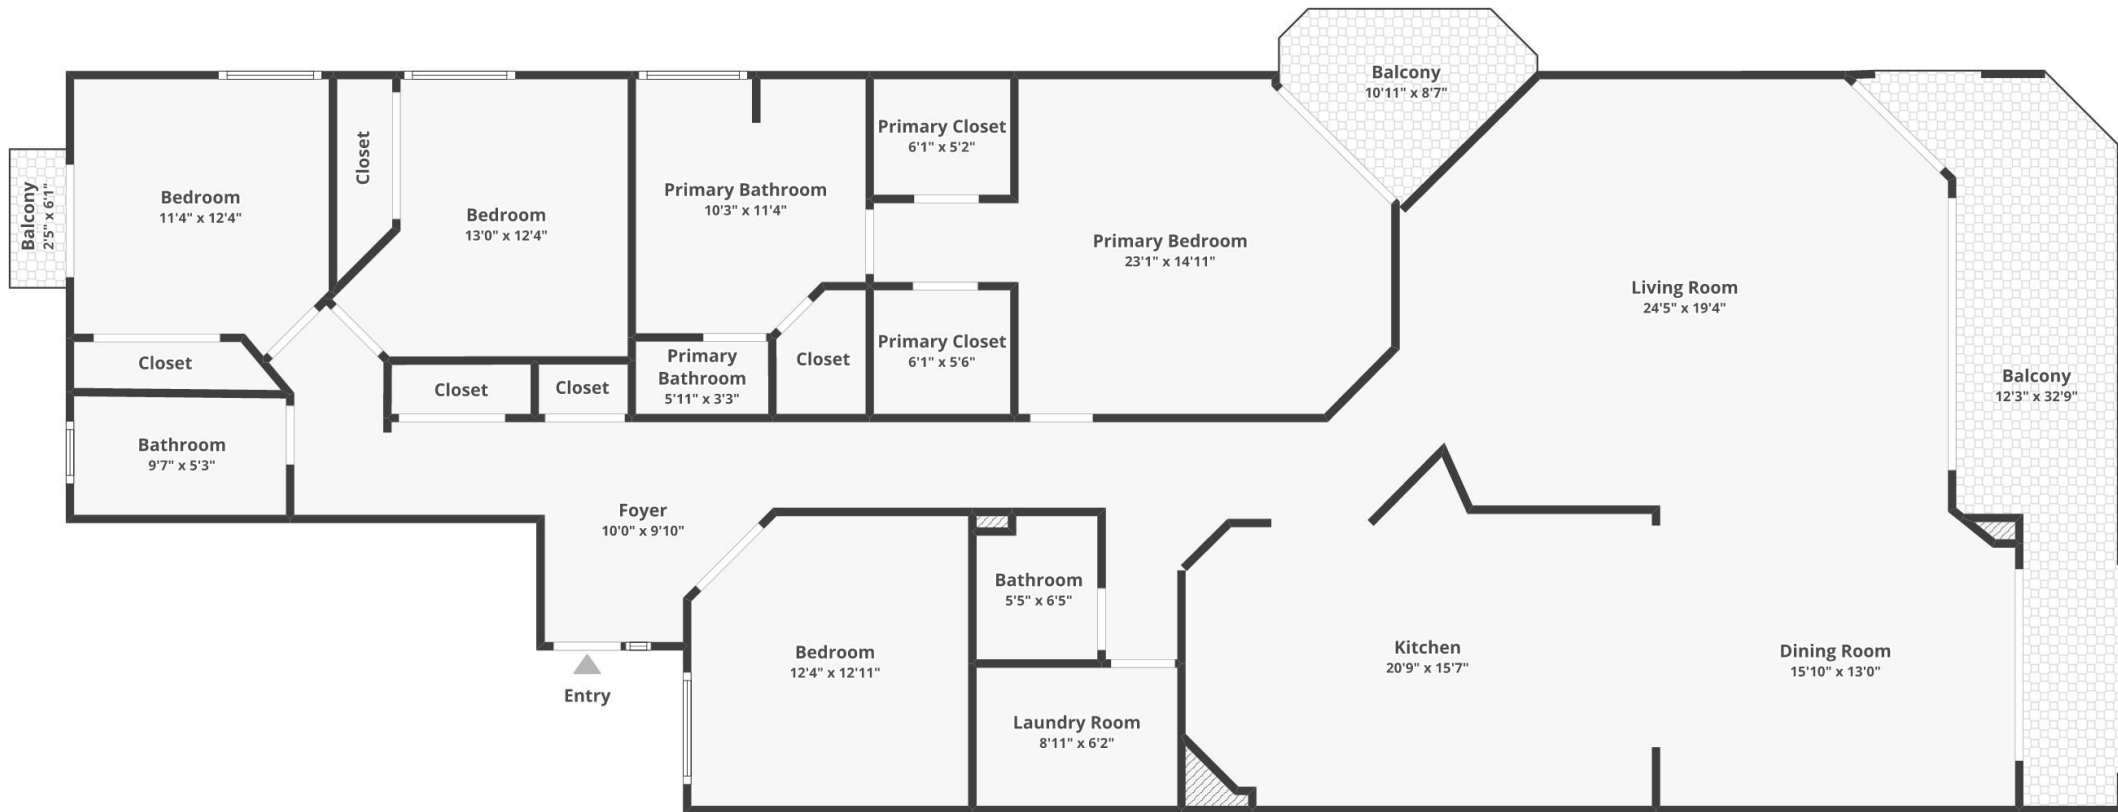 Balcony
10'11" x 8'7"
Closet
Primary Closet
6'1" x 5'2"
Bedroom
11'4" x 12'4"
Balcony
2'5" x 6'1"
Primary Bathroom
10'3" x 11'4"
Bedroom
13'0" x 12'4"
Primary Bedroom
23'1" x 14'11"
Living Room
24'5" x 19'4"
Closet
Closet
Closet
Primary
Bathroom
5'11" x 3'3"
Closet
Primary Closet
6'1" x 5'6"
Balcony
12'3" x 32'9"
Bathroom
9'7" x 5'3"
Foyer
10'0" x 9'10"
Bathroom
5'5" x 6'5"
Bedroom
12'4" x 12'11"
Kitchen
20'9" x 15'7"
Dining Room
15'10" x 13'0"
Entry
Laundry Room
8'11" x 6'2"